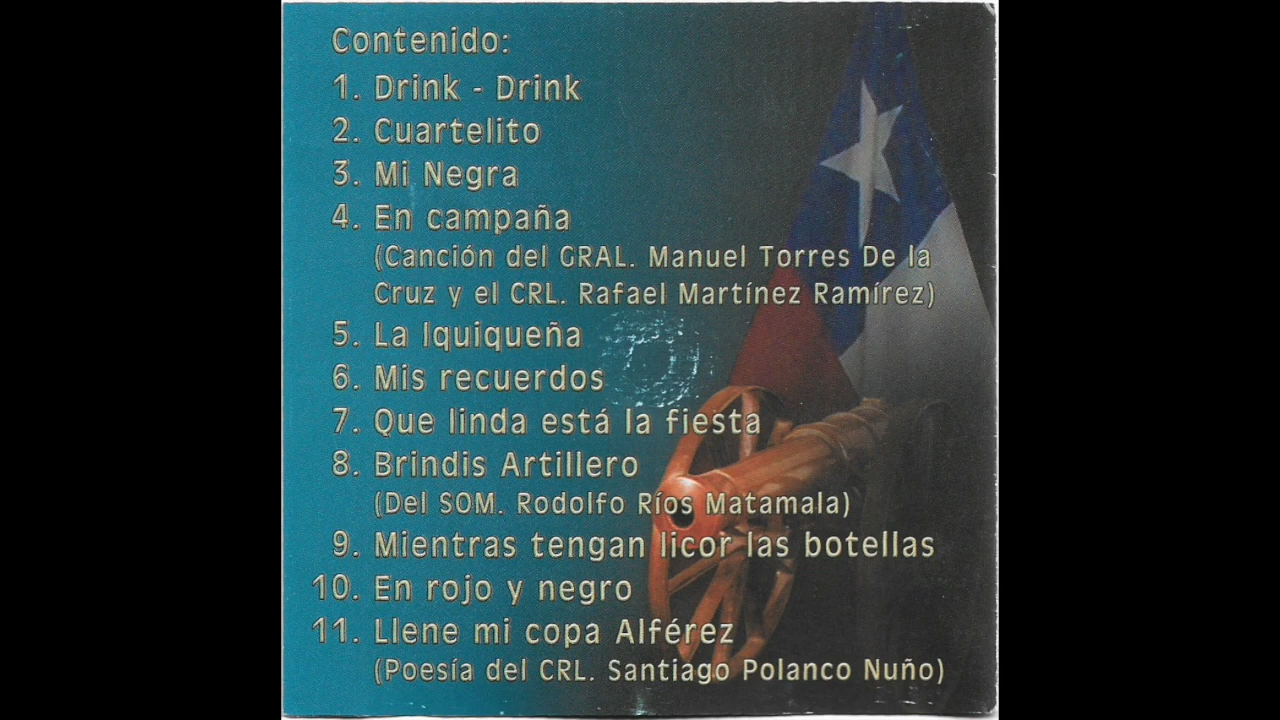 Contenido:
1. Drink - Drink
2. Cuartelito
3. Mi Negra
4. En campaña
(Canción del GRAL. Manuel Torres De la
Cruz y el CRL. Rafael Martínez Ramírez)
5. La Iquiqueña
6. Mis recuerdos
7. Que linda está la fiesta
8. Brindis Artillero
(Del SOM. Rodolfo Ríos Matamala)
9. Mientras tengan licor las botellas
10. En rojo y negro
11. Llene mi copa Alférez
(Poesía del CRL. Santiago Polanco Nuño)